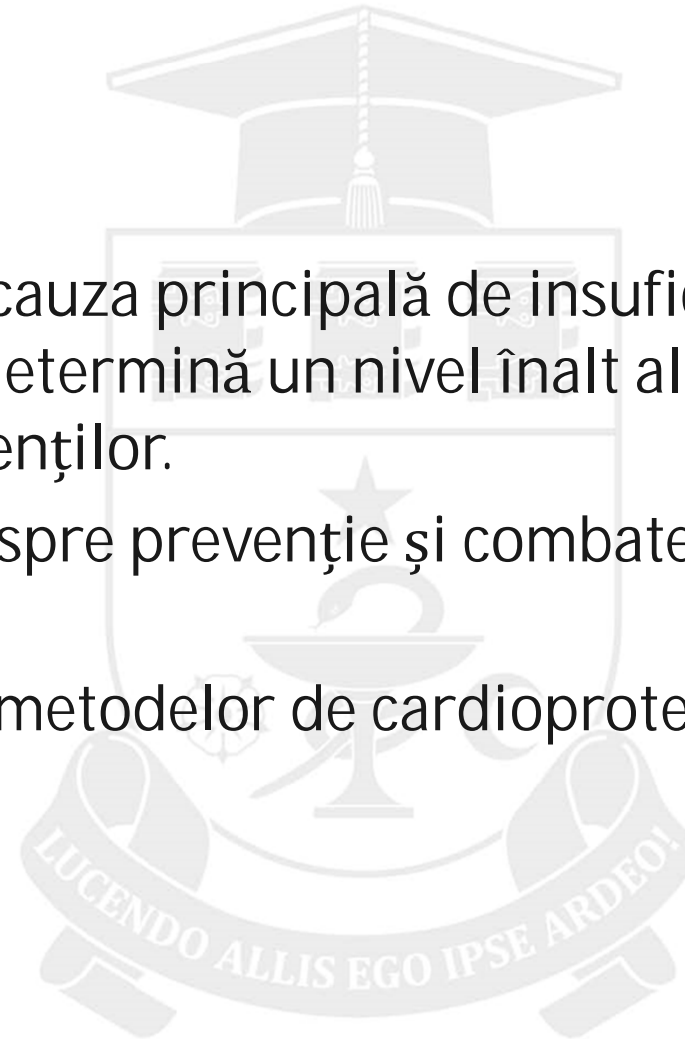 cauza principală de insufic
etermină un nivel înalt al
enților.
spre prevenție și combate
metodelor de cardioprote
LUCENDO ALLIS EGO IPSE ARDEO!